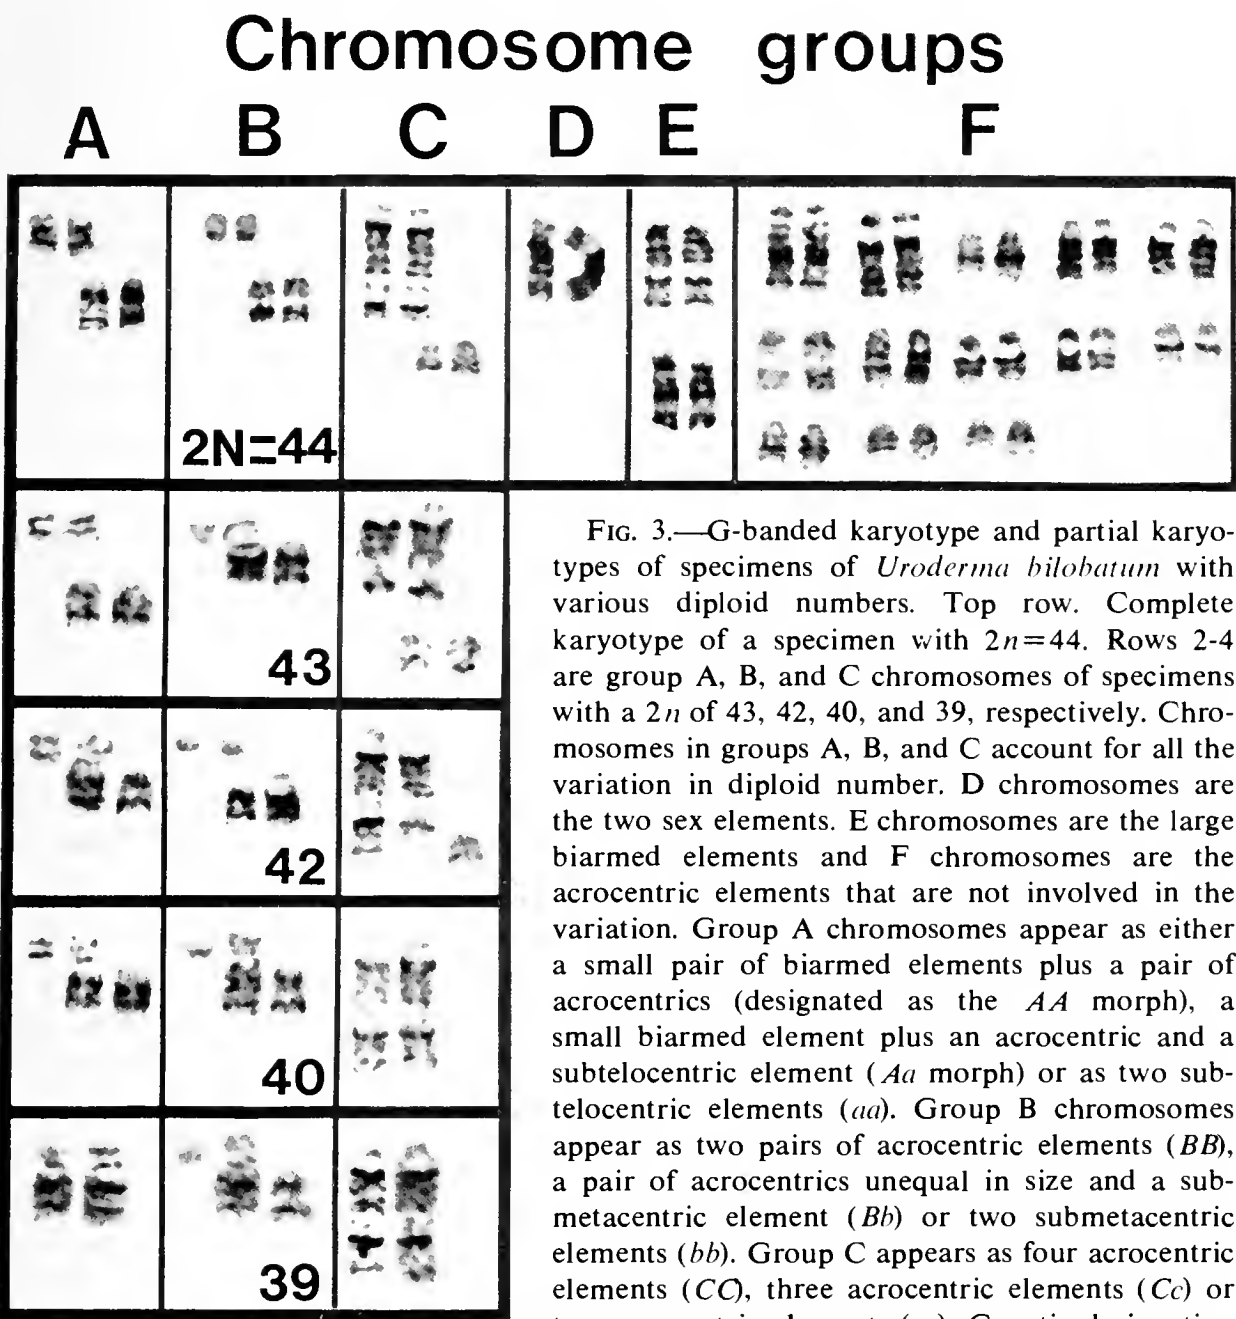 Chromosome groups
A B C D E F
2N=44
43
42
40
39
FIG. 3.—G-banded karyotype and partial karyo-
types of specimens of Uroderma bilobatum with
various diploid numbers. Top row. Complete
karyotype of a specimen with 2n=44. Rows 2-4
are group A, B, and C chromosomes of specimens
with a 2n of 43, 42, 40, and 39, respectively. Chro-
mosomes in groups A, B, and C account for all the
variation in diploid number. D chromosomes are
the two sex elements. E chromosomes are the large
biarmed elements and F chromosomes are the
acrocentric elements that are not involved in the
variation. Group A chromosomes appear as either
a small pair of biarmed elements plus a pair of
acrocentrics (designated as the AA morph), a
small biarmed element plus an acrocentric and a
subtelocentric element (Aa morph) or as two sub-
telocentric elements (aa). Group B chromosomes
appear as two pairs of acrocentric elements (BB),
a pair of acrocentrics unequal in size and a sub-
metacentric element (Bb) or two submetacentric
elements (bb). Group C appears as four acrocentric
elements (CC), three acrocentric elements (Cc) or